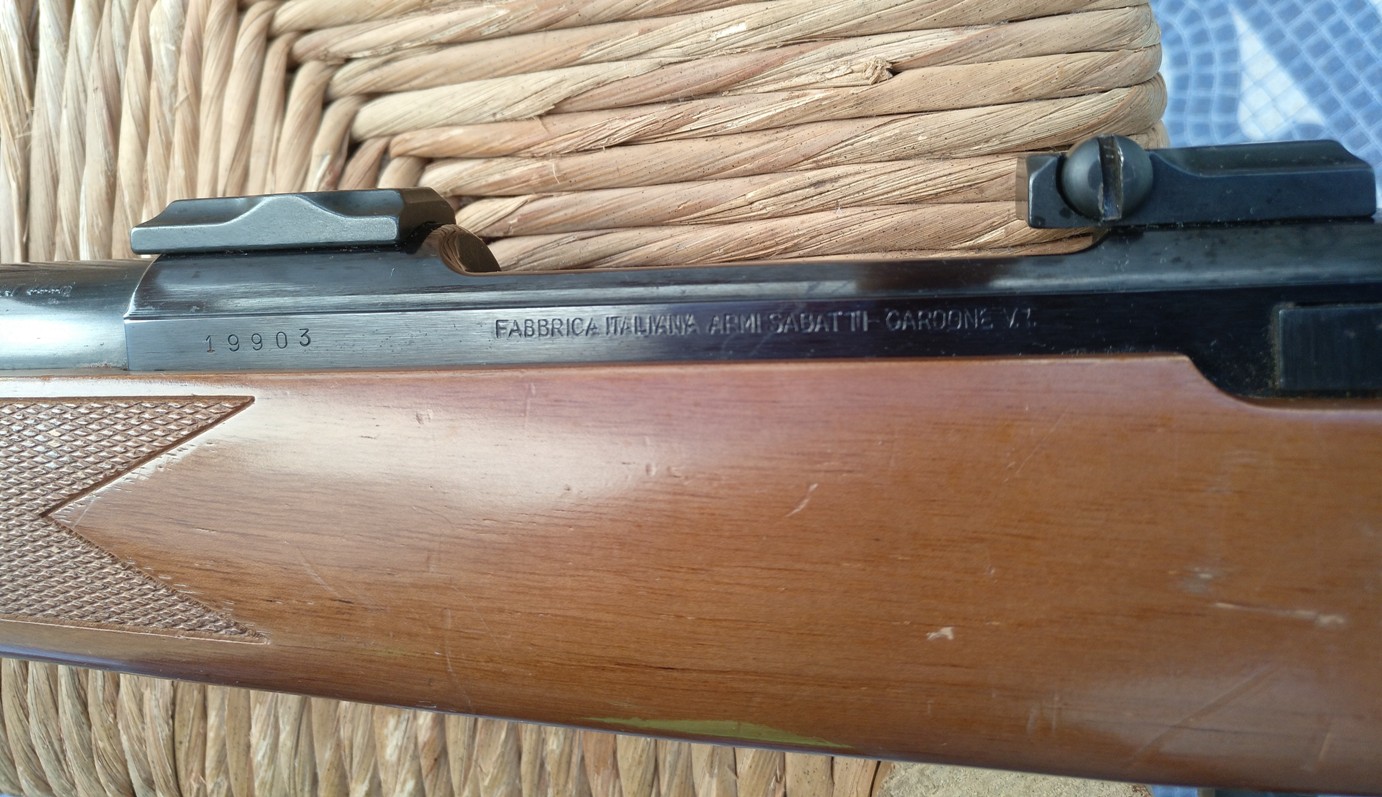 19903
FABBRICA ITALIANA ARMI SABATTI - GARDONE V.T.